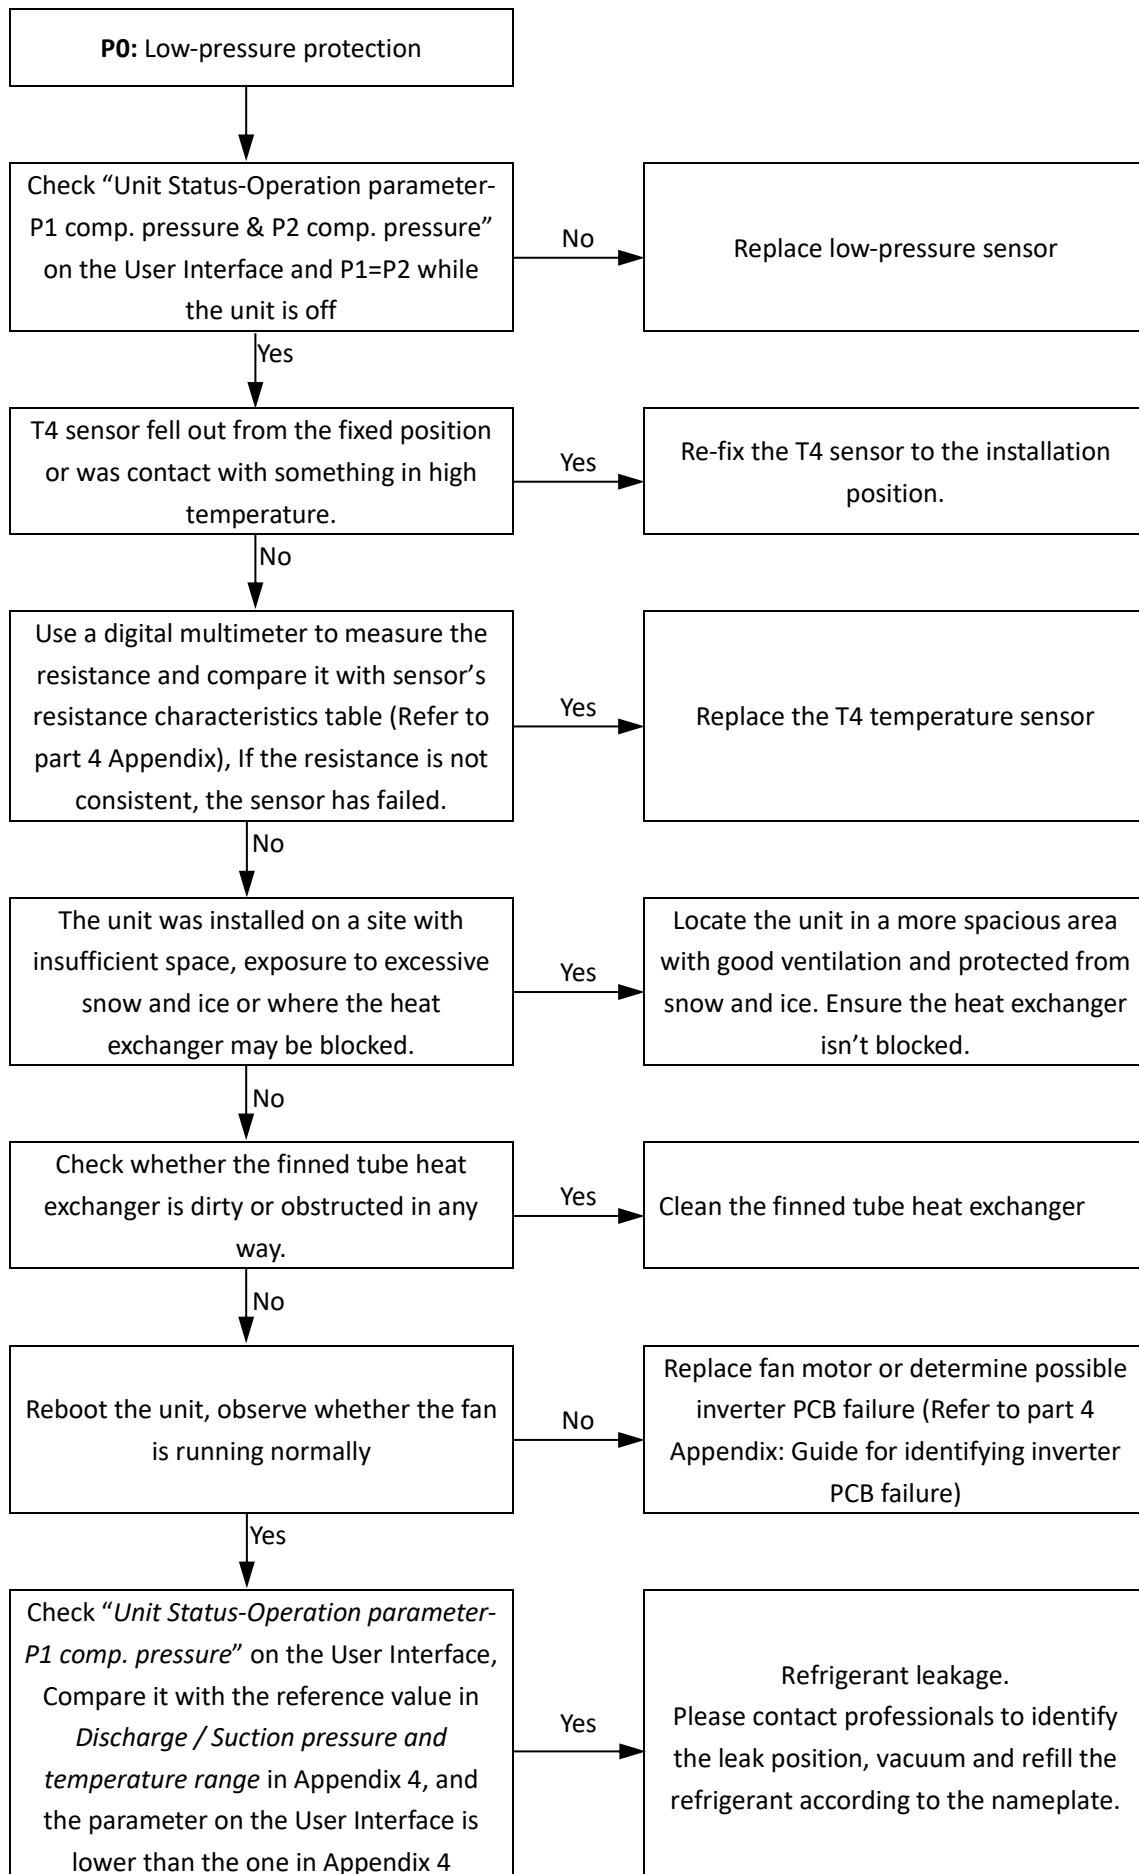 P0: Low-pressure protection
Check “Unit Status-Operation parameter-
P1 comp. pressure & P2 comp. pressure”
on the User Interface and P1=P2 while
the unit is off
No
Replace low-pressure sensor
Yes
T4 sensor fell out from the fixed position
or was contact with something in high
temperature.
Yes
Re-fix the T4 sensor to the installation
position.
No
Use a digital multimeter to measure the
resistance and compare it with sensor’s
resistance characteristics table (Refer to
part 4 Appendix), If the resistance is not
consistent, the sensor has failed.
Yes
Replace the T4 temperature sensor
No
The unit was installed on a site with
insufficient space, exposure to excessive
snow and ice or where the heat
exchanger may be blocked.
Yes
Locate the unit in a more spacious area
with good ventilation and protected from
snow and ice. Ensure the heat exchanger
isn’t blocked.
No
Check whether the finned tube heat
exchanger is dirty or obstructed in any
way.
Yes
Clean the finned tube heat exchanger
No
Reboot the unit, observe whether the fan
is running normally
No
Replace fan motor or determine possible
inverter PCB failure (Refer to part 4
Appendix: Guide for identifying inverter
PCB failure)
Yes
Check “Unit Status-Operation parameter-
P1 comp. pressure” on the User Interface,
Compare it with the reference value in
Discharge / Suction pressure and
temperature range in Appendix 4, and
the parameter on the User Interface is
lower than the one in Appendix 4
Yes
Refrigerant leakage.
Please contact professionals to identify
the leak position, vacuum and refill the
refrigerant according to the nameplate.